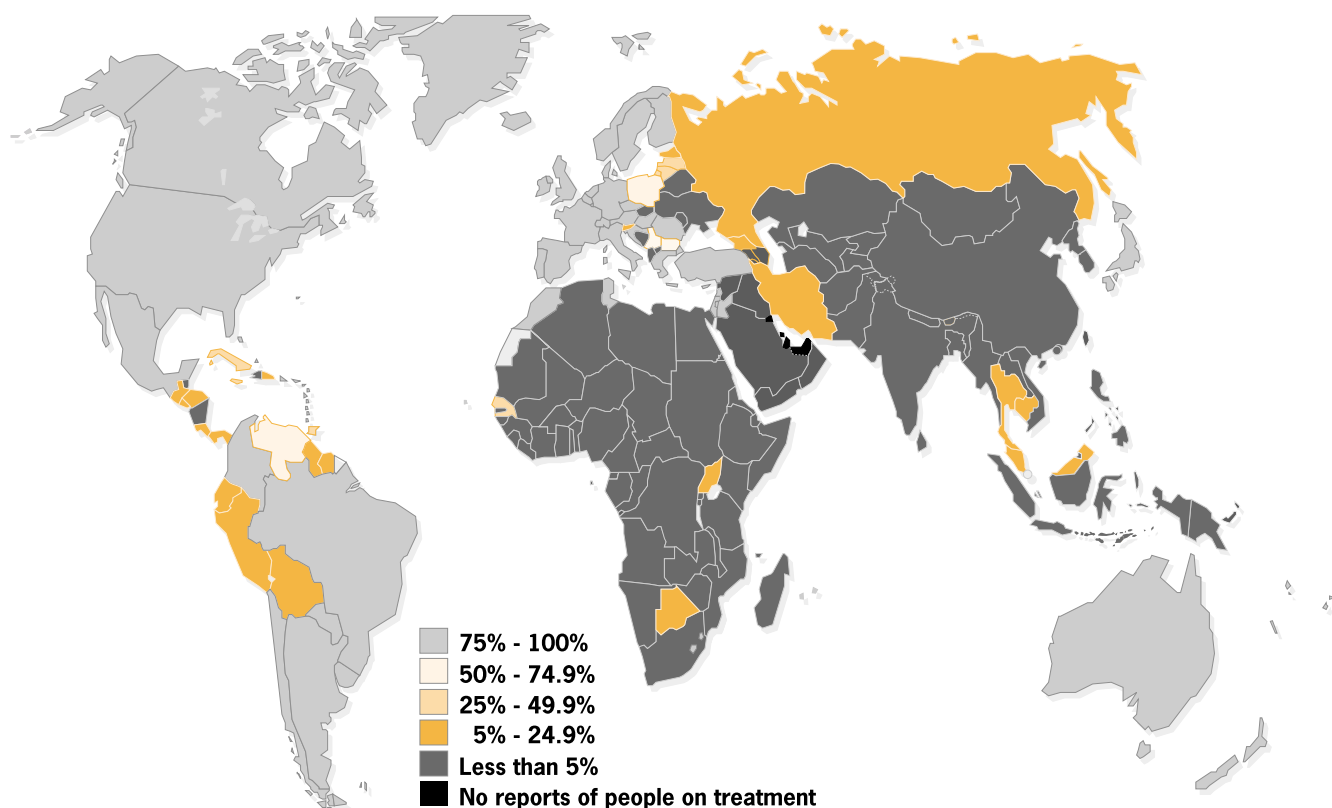 75% - 100%
50% - 74.9%
25% - 49.9%
5% - 24.9%
Less than 5%
No reports of people on treatment